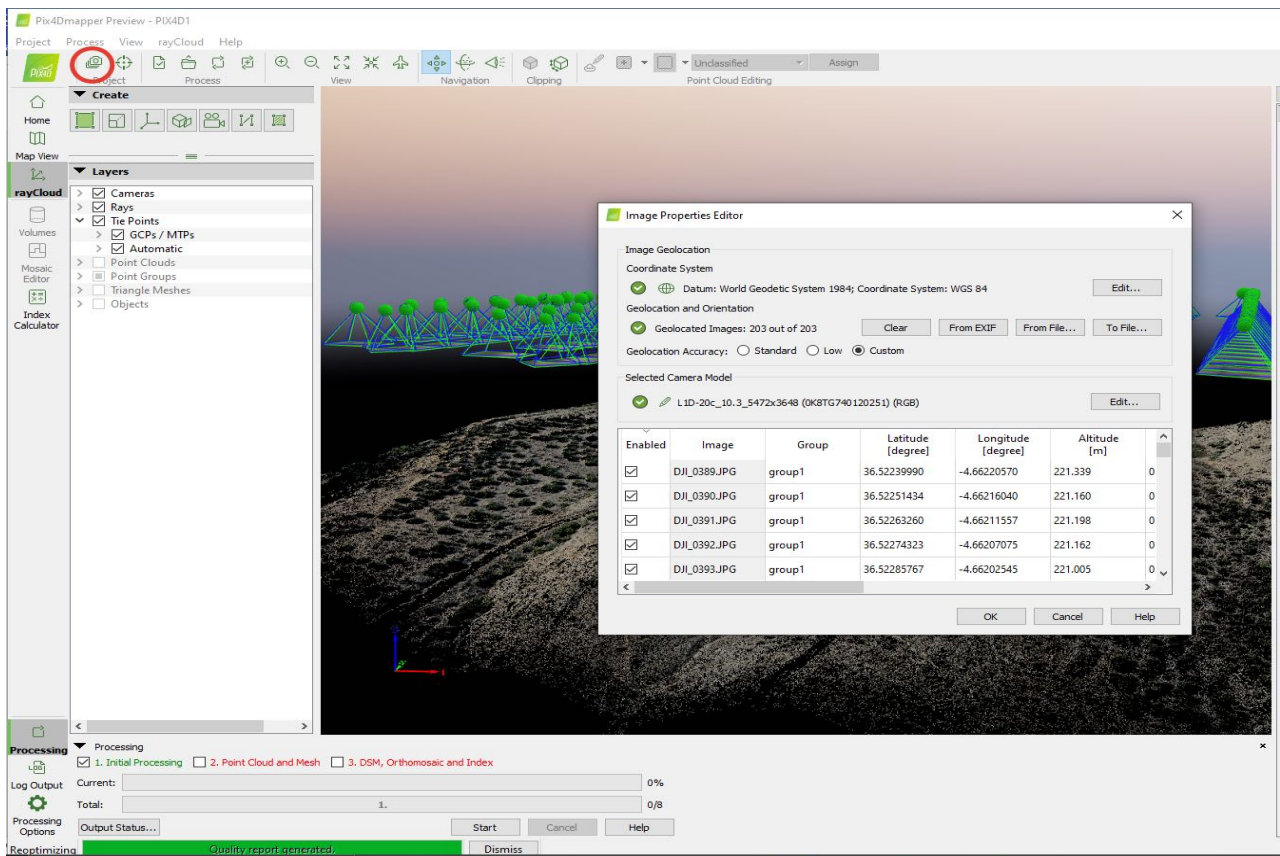 Pix4Dmapper Preview - PIX4D1
Project Process View rayCloud Help
PIX4D
Unclassified Assign
Project Process View Navigation Clipping Point Cloud Editing
Home
Map View
rayCloud
Volumes
Mosaic
Editor
Index
Calculator
Create
Layers
Cameras
Rays
Tie Points
GCPs / MTPs
Automatic
Point Clouds
Point Groups
Triangle Meshes
Objects
Image Properties Editor
Image Geolocation
Coordinate System
Datum: World Geodetic System 1984; Coordinate System: WGS 84 Edit...
Geolocation and Orientation
Geolocated Images: 203 out of 203 Clear From EXIF From File... To File...
Geolocation Accuracy: Standard Low Custom
Selected Camera Model
L1D-20c_10.3_5472x3648 (0K8TG740120251) (RGB) Edit...
Enabled Image Group Latitude [degree] Longitude [degree] Altitude [m]
DJI_0389.JPG group1 36.52239990 -4.66220570 221.339 0
DJI_0390.JPG group1 36.52251434 -4.66216040 221.160 0
DJI_0391.JPG group1 36.52263260 -4.66211557 221.198 0
DJI_0392.JPG group1 36.52274323 -4.66207075 221.162 0
DJI_0393.JPG group1 36.52285767 -4.66202545 221.005 0
OK Cancel Help
Processing
LOG
Log Output
Processing
Options
Processing
1. Initial Processing 2. Point Cloud and Mesh 3. DSM, Orthomosaic and Index
Current: 0%
Total: 1. 0/8
Output Status... Start Cancel Help
Reoptimizing Quality report generated. Dismiss